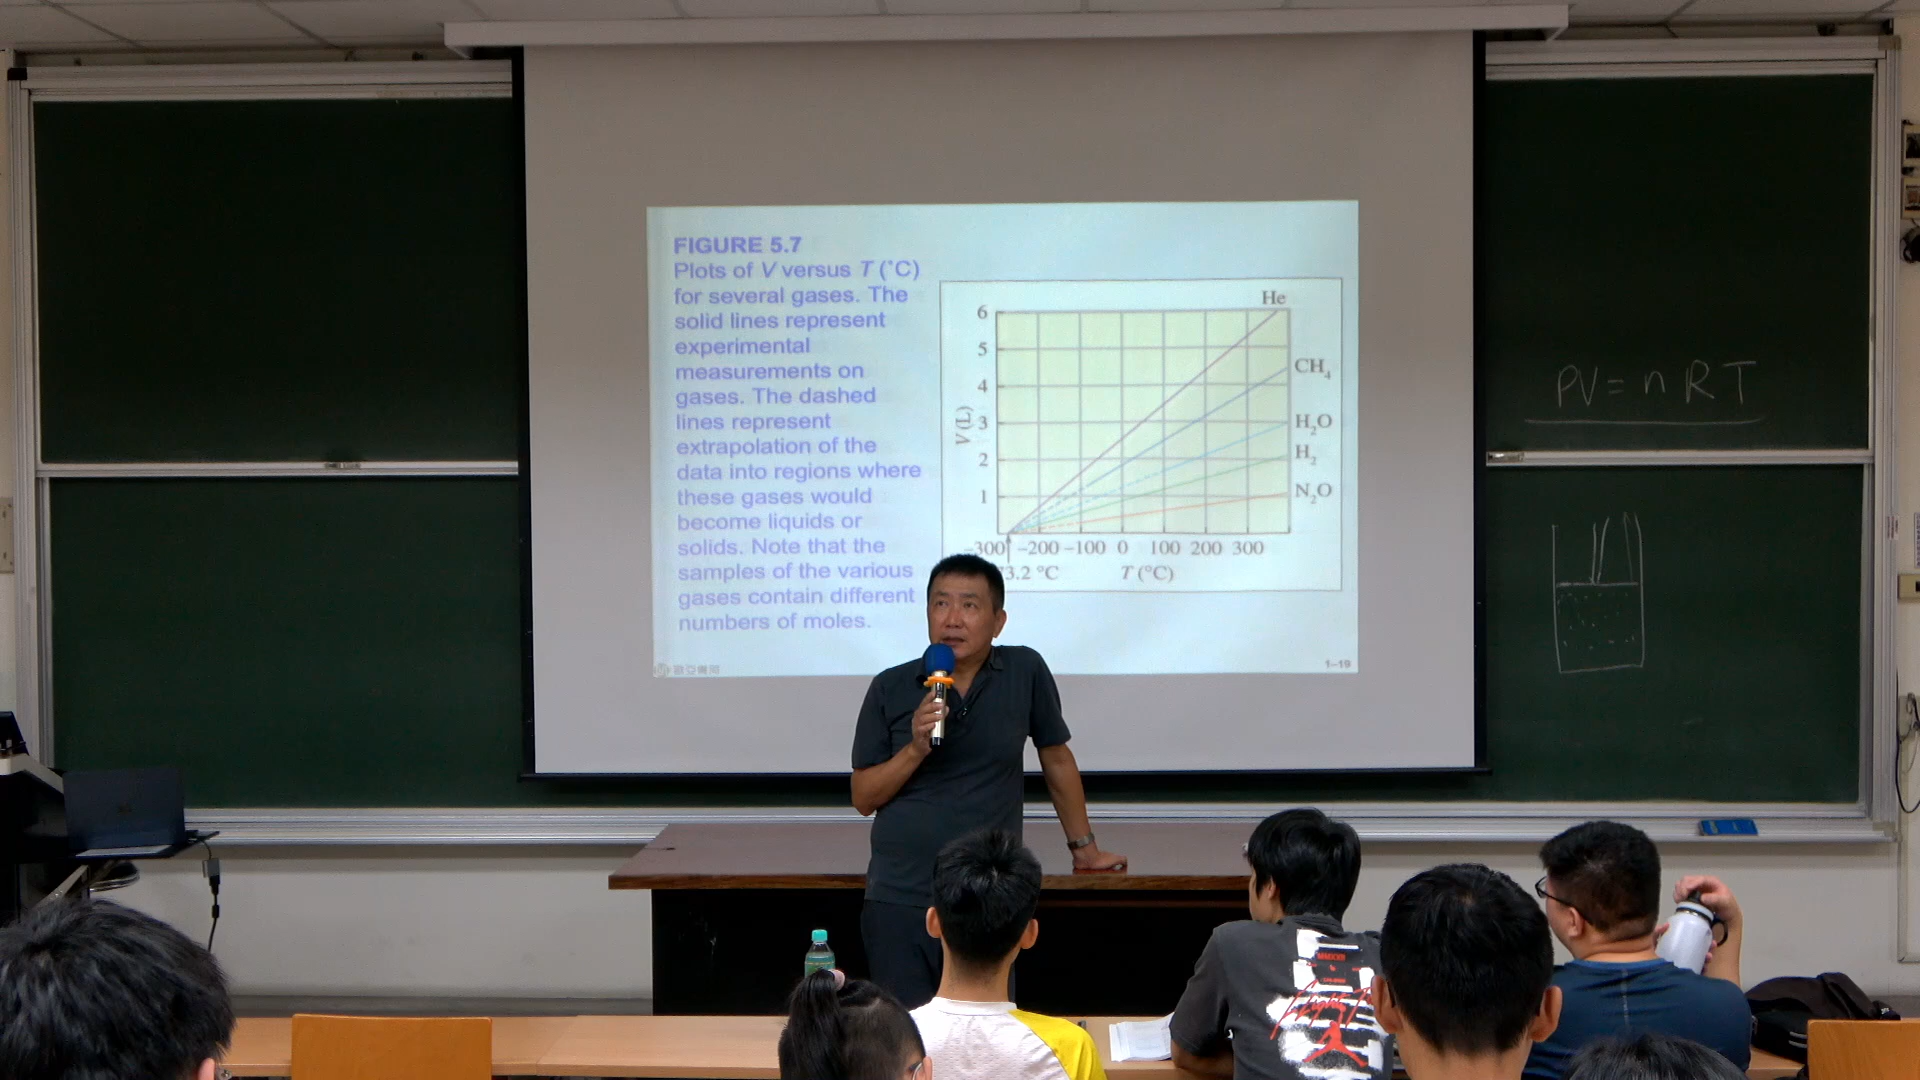 FIGURE 5.7
Plots of V versus T (°C)
for several gases. The
solid lines represent
experimental
measurements on
gases. The dashed
lines represent
extrapolation of the
data into regions where
these gases would
become liquids or
solids. Note that the
samples of the various
gases contain different
numbers of moles.
He
6
5
4
3
2
1
V (L)
CH₄
H₂O
H₂
N₂O
-300 -200 -100 0 100 200 300
3.2 °C
T (°C)
1-19
PV = nRT